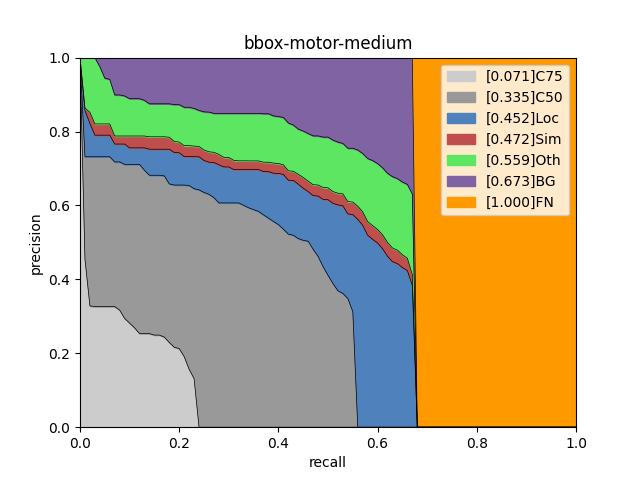 bbox-motor-medium
1.0
0.8
0.6
0.4
0.2
0.0
precision
[0.071]C75
[0.335]C50
[0.452]Loc
[0.472]Sim
[0.559]Oth
[0.673]BG
[1.000]FN
0.0 0.2 0.4 0.6 0.8 1.0
recall